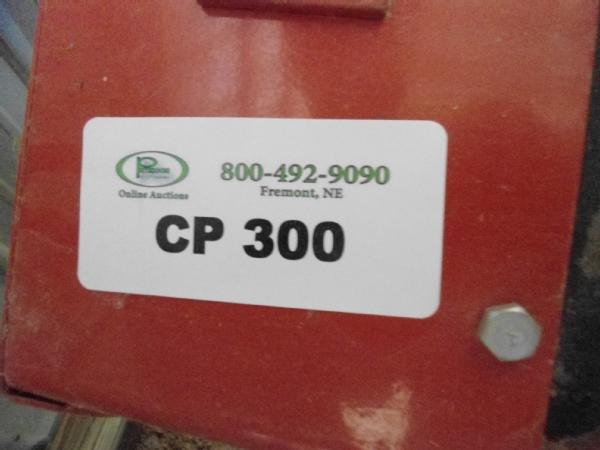 800-492-9090
Fremont, NE
Online Auctions
CP 300